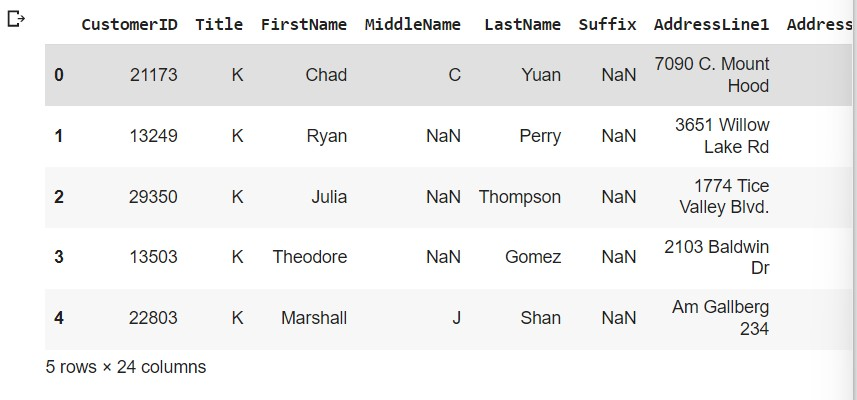 CustomerID Title FirstName MiddleName LastName Suffix AddressLine1 Address
0 21173 K Chad C Yuan NaN 7090 C. Mount
Hood
1 13249 K Ryan NaN Perry NaN 3651 Willow
Lake Rd
2 29350 K Julia NaN Thompson NaN 1774 Tice
Valley Blvd.
3 13503 K Theodore NaN Gomez NaN 2103 Baldwin
Dr
4 22803 K Marshall J Shan NaN Am Gallberg
234
5 rows × 24 columns